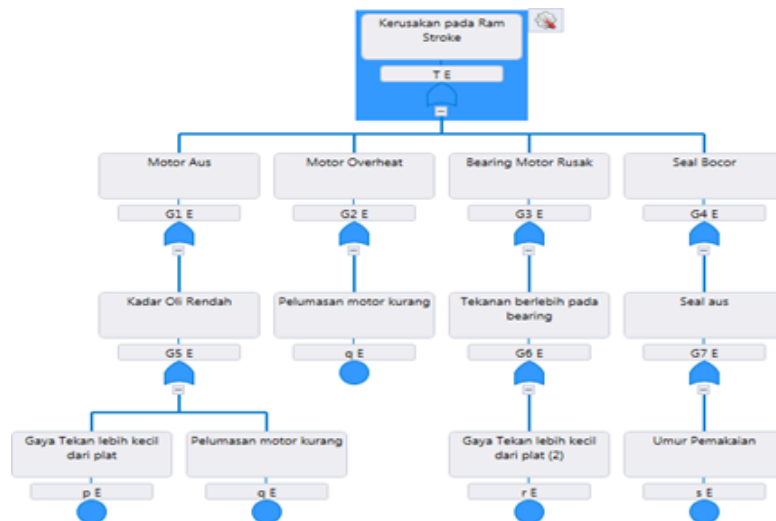 Kerusakan pada Ram
Stroke
T E
Motor Aus
Motor Overheat
Bearing Motor Rusak
Seal Bocor
G1 E
G2 E
G3 E
G4 E
Kadar Oli Rendah
Pelumasan motor kurang
Tekanan berlebih pada
bearing
Seal aus
G5 E
q E
G6 E
G7 E
Gaya Tekan lebih kecil
dari plat
Pelumasan motor kurang
Gaya Tekan lebih kecil
dari plat (2)
Umur Pemakaian
p E
q E
r E
s E